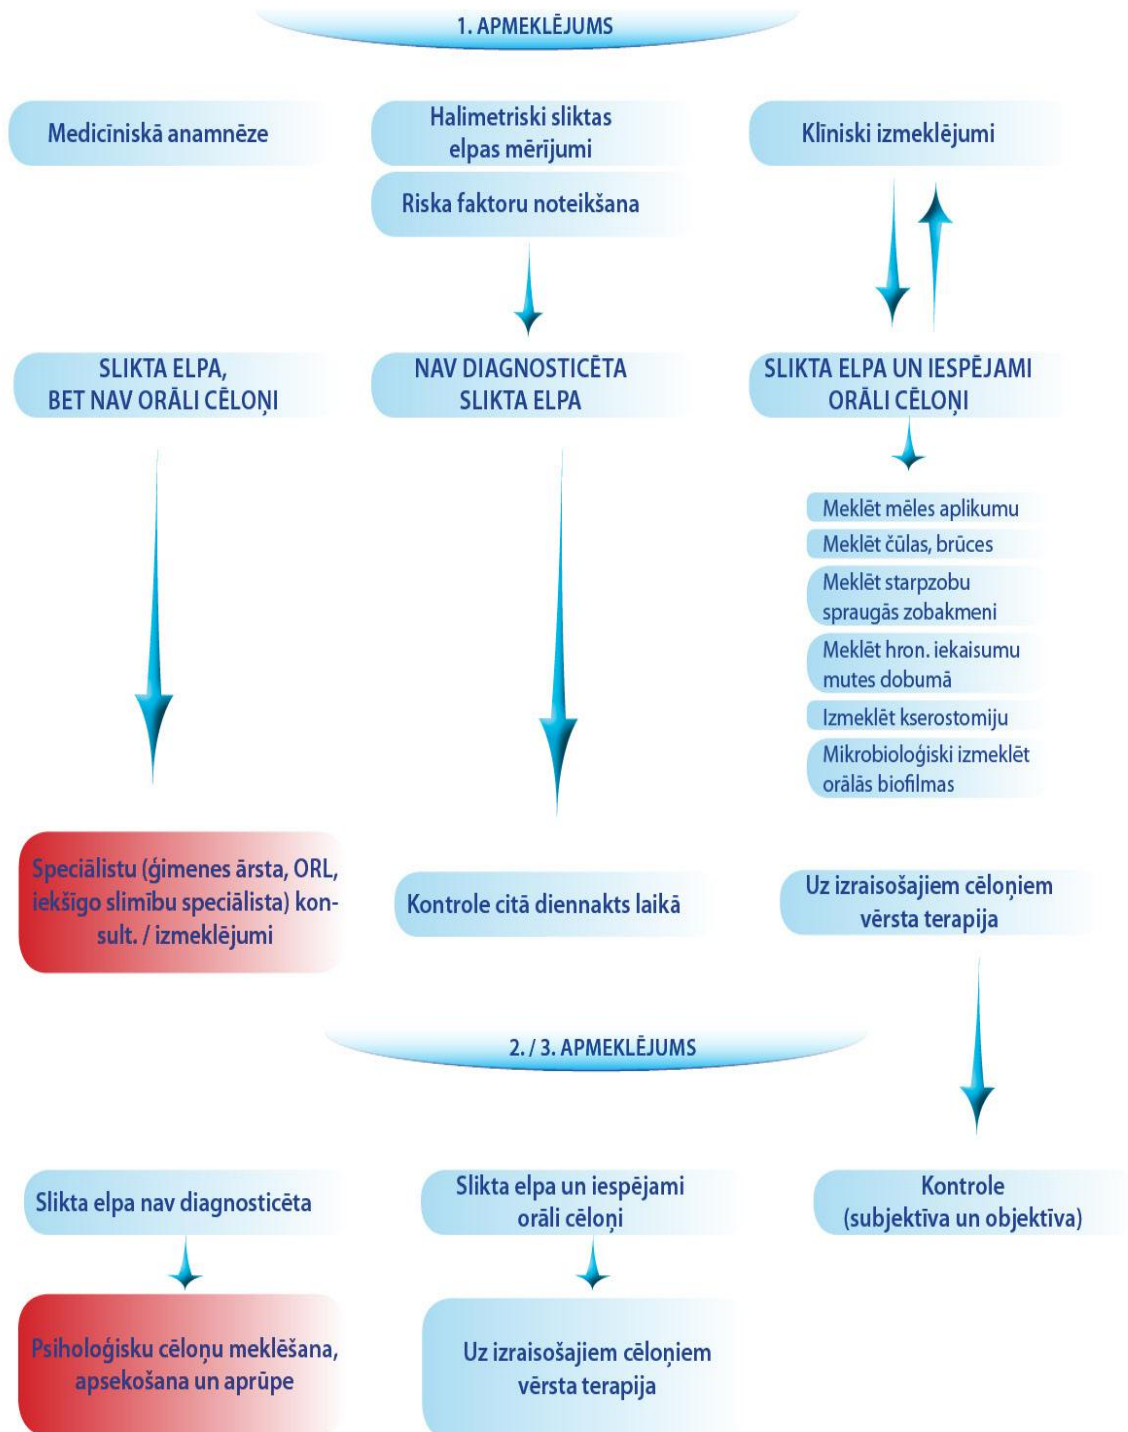 1. APMEKLĒJUMS
Medicīniskā anamnēze
Halimetriski sliktas
elpas mērījumi
Riska faktoru noteikšana
Klīniski izmeklējumi
SLIKTA ELPA,
BET NAV ORĀLI CĒLOŅI
NAV DIAGNOSTICĒTA
SLIKTA ELPA
SLIKTA ELPA UN IESPĒJAMI
ORĀLI CĒLOŅI
Meklēt mēles aplikumu
Meklēt čūlas, brūces
Meklēt starpzobu
spraugās zobakmeni
Meklēt hron. iekaisumu
mutes dobumā
Izmeklēt kserostomiju
Mikrobioloģiski izmeklēt
orālās biofilmas
Speciālistu (ģimenes ārsta, ORL,
iekšīgo slimību speciālista) kon-
sult. / izmeklējumi
Kontrole citā diennakts laikā
Uz izraisošajiem cēloņiem
vērsta terapija
2. / 3. APMEKLĒJUMS
Slikta elpa nav diagnosticēta
Psiholoģisku cēloņu meklēšana,
apsekošana un aprūpe
Slikta elpa un iespējami
orāli cēloņi
Uz izraisošajiem cēloņiem
vērsta terapija
Kontrole
(subjektīva un objektīva)